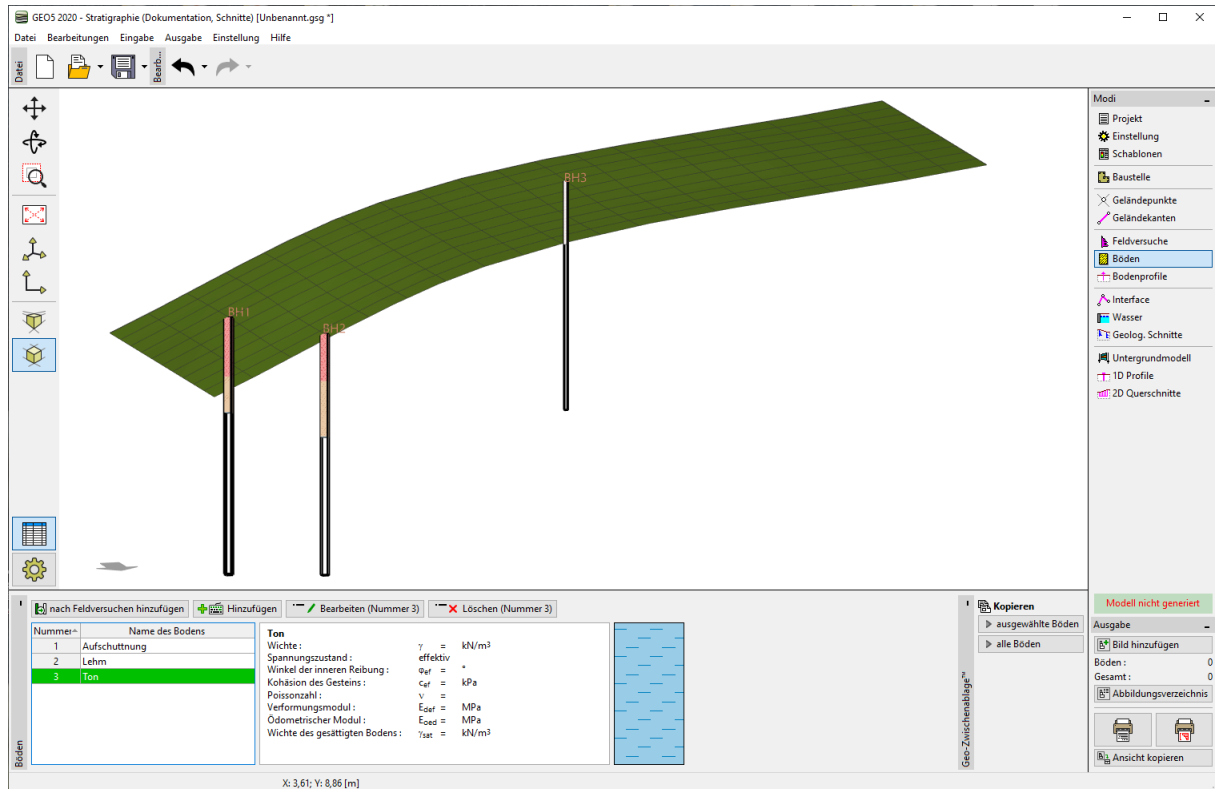 GEO5 2020 - Stratigraphie (Dokumentation, Schnitte) [Unbenannt.gsg *]
Datei Bearbeitungen Eingabe Ausgabe Einstellung Hilfe
Datei
Bearb...
BH1
BH2
BH3
Modi
Projekt
Einstellung
Schablonen
Baustelle
Geländepunkte
Geländekanten
Feldversuche
Böden
Bodenprofile
Interface
Wasser
Geolog. Schnitte
Untergrundmodell
1D Profile
2D Querschnitte
Modell nicht generiert
Ausgabe
Bild hinzufügen
Böden : 0
Gesamt : 0
Abbildungsverzeichnis
Ansicht kopieren
Böden
nach Feldversuchen hinzufügen Hinzufügen Bearbeiten (Nummer 3) Löschen (Nummer 3)
Nummer Name des Bodens
1 Aufschuttnung
2 Lehm
3 Ton
Ton
Wichte : γ = kN/m³
Spannungszustand : effektiv
Winkel der inneren Reibung : φef = °
Kohäsion des Gesteins : cef = kPa
Poissonzahl : ν =
Verformungsmodul : Edef = MPa
Ödometrischer Modul : Eoed = MPa
Wichte des gesättigten Bodens : γsat = kN/m³
Geo-Zwischenablage™
Kopieren
ausgewählte Böden
alle Böden
X: 3,61; Y: 8,86 [m]